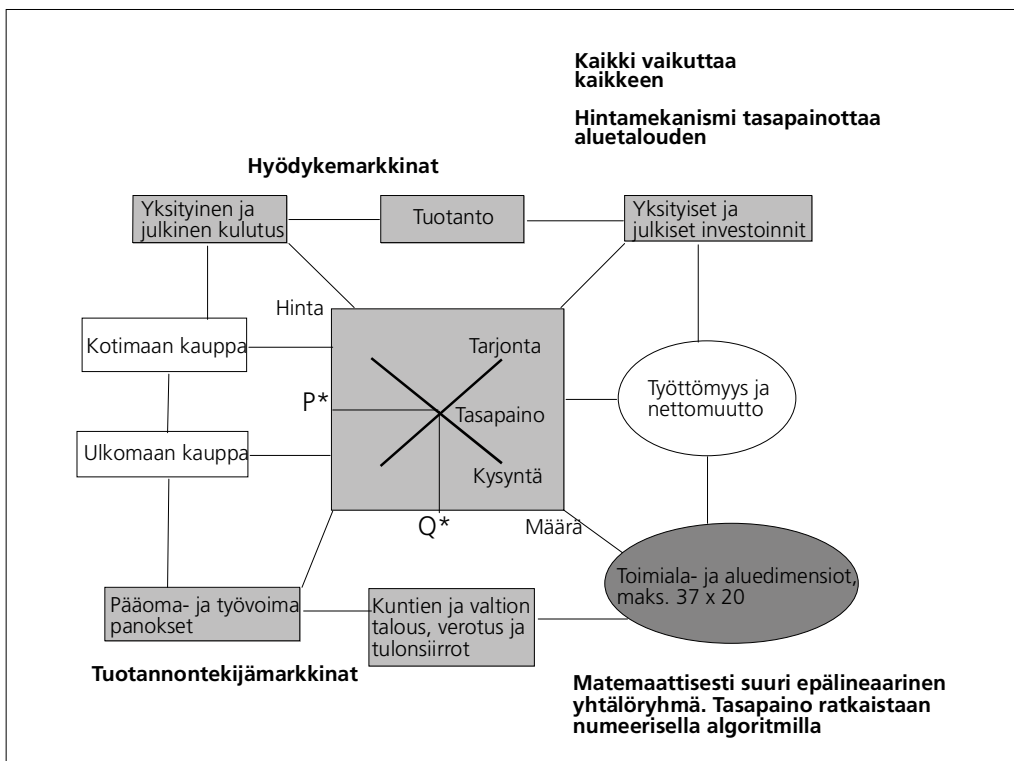 Kaikki vaikuttaa
kaikkeen
Hintamekanismi tasapainottaa
aluetalouden
Hyödykemarkkinat
Yksityinen ja
julkinen kulutus
Tuotanto
Yksityiset ja
julkiset investoinnit
Hinta
Kotimaan kauppa
Tarjonta
P*
Tasapaino
Työttömyys ja
nettomuutto
Ulkomaan kauppa
Kysyntä
Q*
Määrä
Pääoma- ja työvoima
panokset
Kuntien ja valtion
talous, verotus ja
tulonsiirrot
Toimiala- ja aluedimensiot,
maks. 37 x 20
Tuotannontekijämarkkinat
Matemaattisesti suuri epälineaarinen
yhtälöryhmä. Tasapaino ratkaistaan
numeerisella algoritmilla